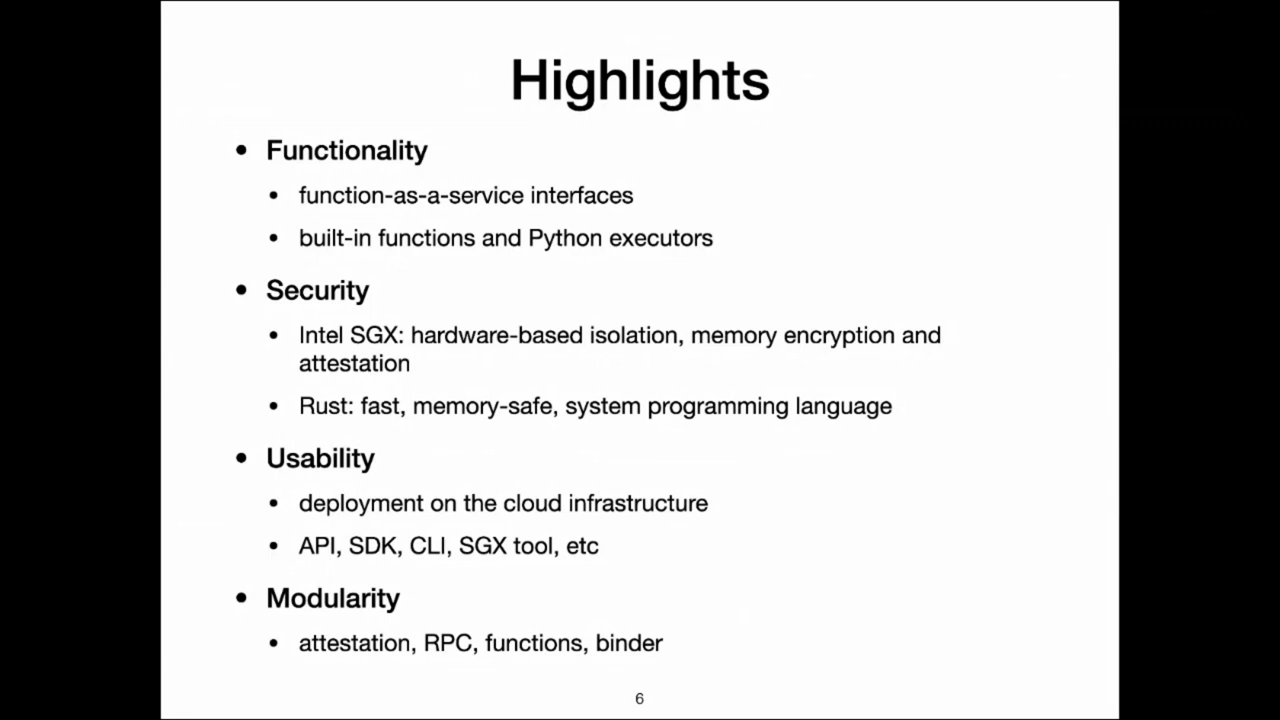 Highlights
• Functionality
• function-as-a-service interfaces
• built-in functions and Python executors
• Security
• Intel SGX: hardware-based isolation, memory encryption and
attestation
• Rust: fast, memory-safe, system programming language
• Usability
• deployment on the cloud infrastructure
• API, SDK, CLI, SGX tool, etc
• Modularity
• attestation, RPC, functions, binder
6